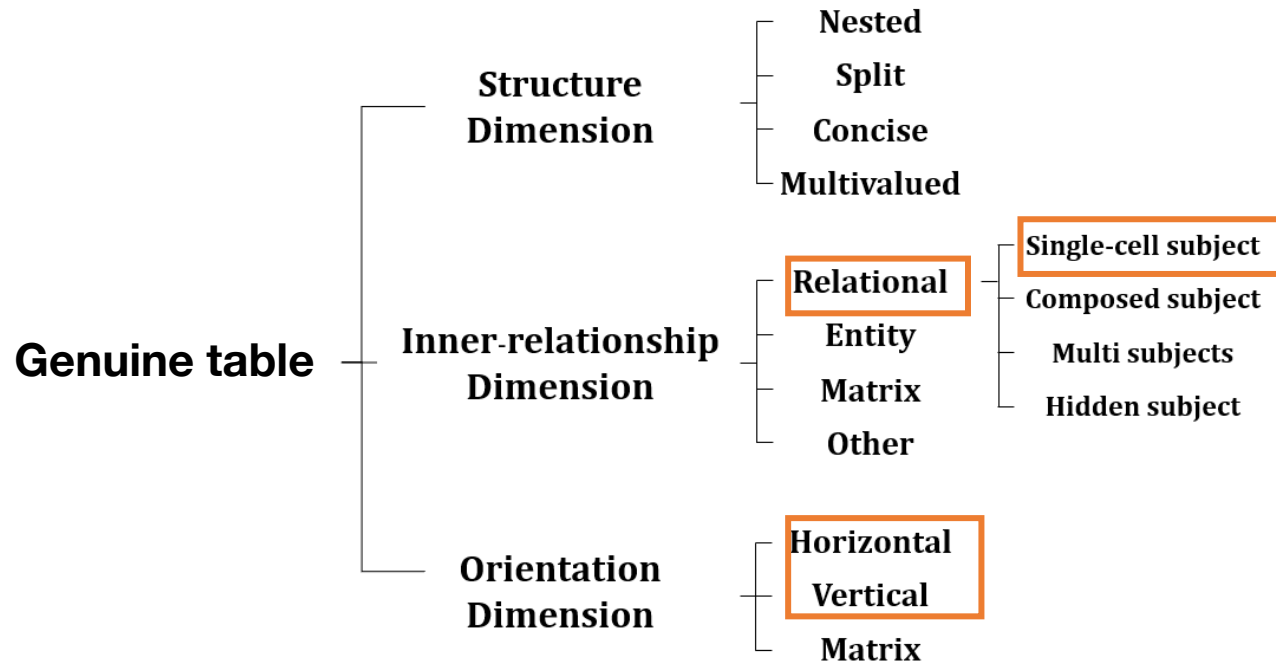 Genuine table
Structure
Dimension
Nested
Split
Concise
Multivalued
Inner-relationship
Dimension
Relational
Single-cell subject
Composed subject
Multi subjects
Hidden subject
Entity
Matrix
Other
Orientation
Dimension
Horizontal
Vertical
Matrix